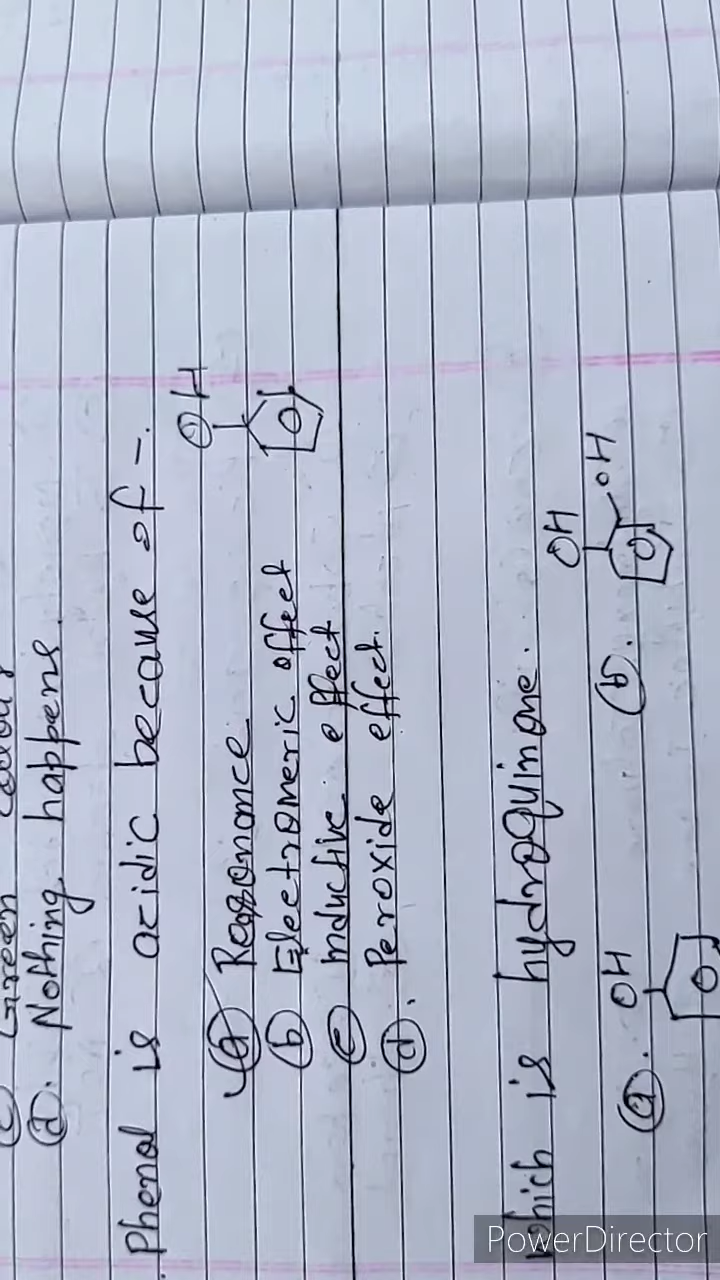 d. Nothing happens.
Phenol is acidic because of -.
OH
a Resonance
b Electromeric effect
c inductive effect
d. Peroxide effect.
which is hydroquinone.
a. OH
b. OH OH
PowerDirector